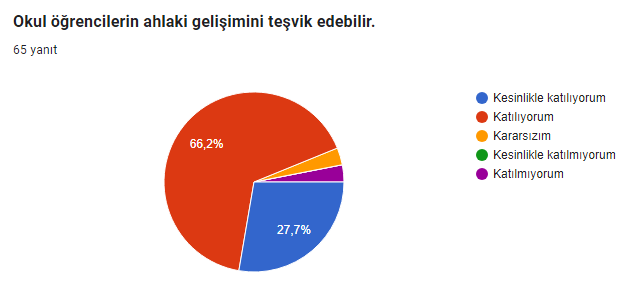 Okul öğrencilerin ahlaki gelişimini teşvik edebilir.
65 yanıt
66,2%
27,7%
Kesinlikle katılıyorum
Katılıyorum
Kararsızım
Kesinlikle katılmıyorum
Katılmıyorum